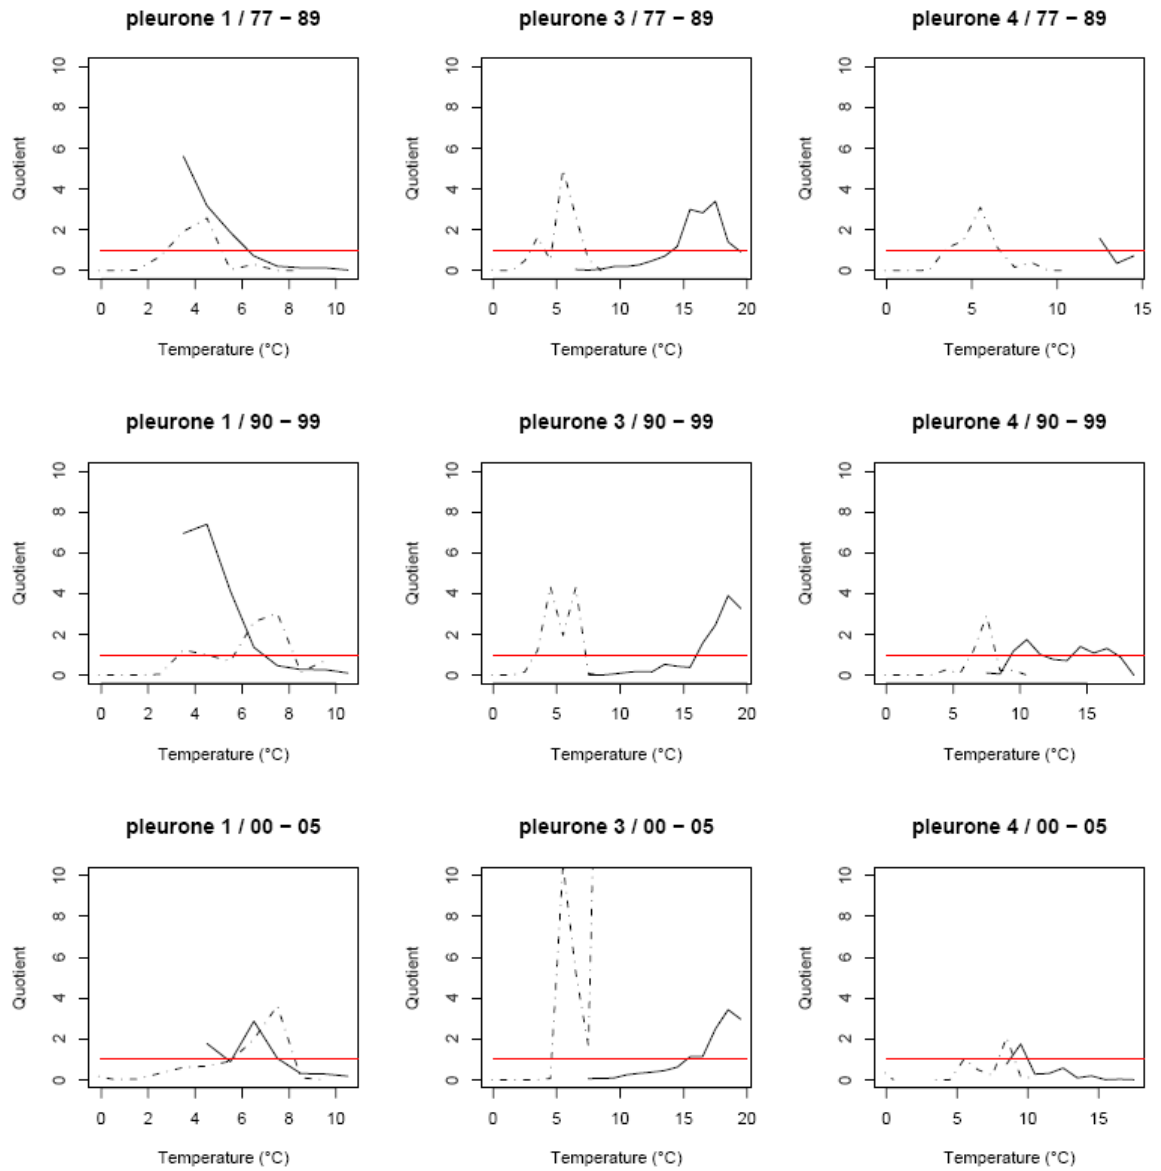 pleurone 1 / 77 − 89
pleurone 3 / 77 − 89
pleurone 4 / 77 − 89
Quotient
10
8
6
4
2
0
0 2 4 6 8 10
Temperature (°C)
Quotient
10
8
6
4
2
0
0 5 10 15 20
Temperature (°C)
Quotient
10
8
6
4
2
0
0 5 10 15
Temperature (°C)
pleurone 1 / 90 − 99
pleurone 3 / 90 − 99
pleurone 4 / 90 − 99
Quotient
10
8
6
4
2
0
0 2 4 6 8 10
Temperature (°C)
Quotient
10
8
6
4
2
0
0 5 10 15 20
Temperature (°C)
Quotient
10
8
6
4
2
0
0 5 10 15
Temperature (°C)
pleurone 1 / 00 − 05
pleurone 3 / 00 − 05
pleurone 4 / 00 − 05
Quotient
10
8
6
4
2
0
0 2 4 6 8 10
Temperature (°C)
Quotient
10
8
6
4
2
0
0 5 10 15 20
Temperature (°C)
Quotient
10
8
6
4
2
0
0 5 10 15
Temperature (°C)